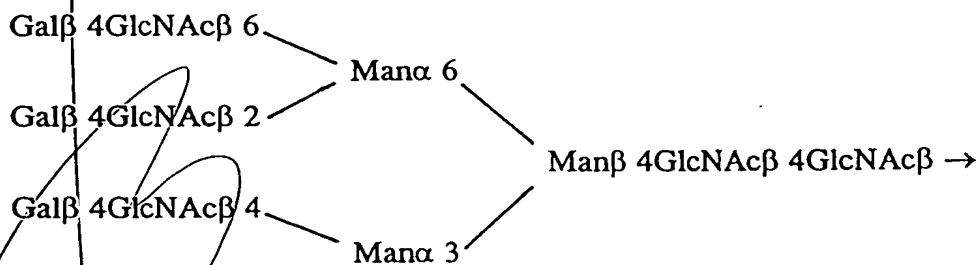 Galβ 4GlcNAcβ 6
Manα 6
Galβ 4GlcNAcβ 2
Manβ 4GlcNAcβ 4GlcNAcβ →
Galβ 4GlcNAcβ 4
Manα 3